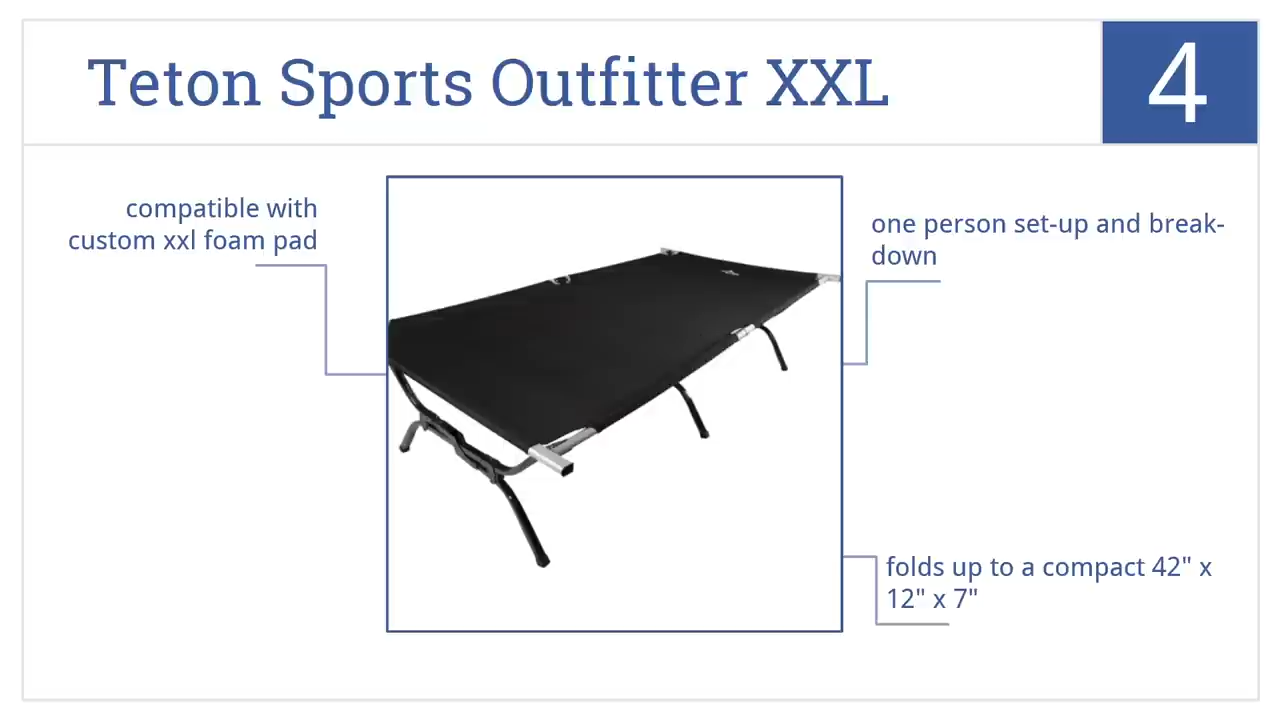 Teton Sports Outfitter XXL
4
compatible with
custom xxl foam pad
one person set-up and break-
down
folds up to a compact 42" x
12" x 7"